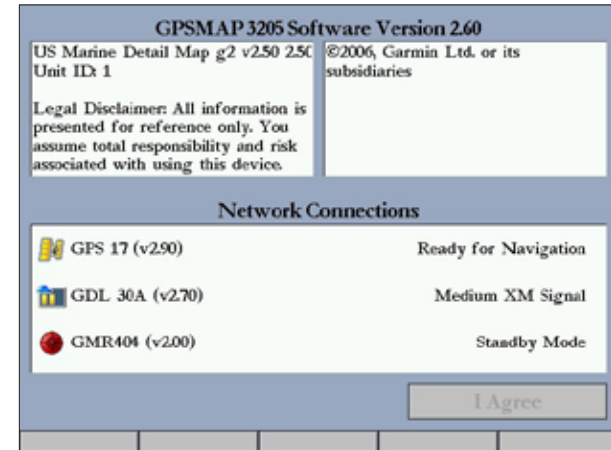 GPSMAP 3205 Software Version 2.60
US Marine Detail Map g2 v2.50 2.50
Unit ID: 1
Legal Disclaimer: All information is
presented for reference only. You
assume total responsibility and risk
associated with using this device.
©2006, Garmin Ltd. or its
subsidiaries
Network Connections
GPS 17 (v2.90) Ready for Navigation
GDL 30A (v2.70) Medium XM Signal
GMR404 (v2.00) Standby Mode
I Agree